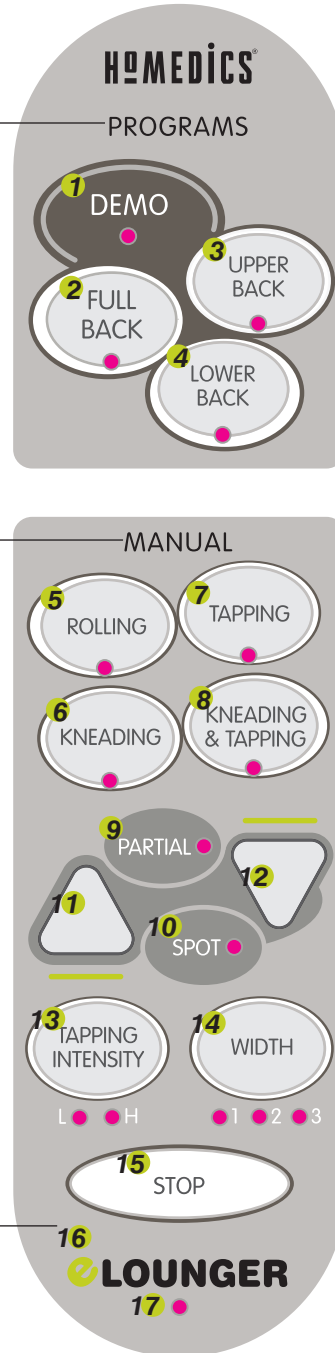 HoMEDiCS®
PROGRAMS
1
DEMO
3
UPPER
BACK
2
FULL
BACK
4
LOWER
BACK
MANUAL
5
ROLLING
7
TAPPING
6
KNEADING
8
KNEADING
& TAPPING
9
PARTIAL
11
12
10
SPOT
13
TAPPING
INTENSITY
14
WIDTH
L H
1 2 3
15
STOP
16
eLOUNGER
17